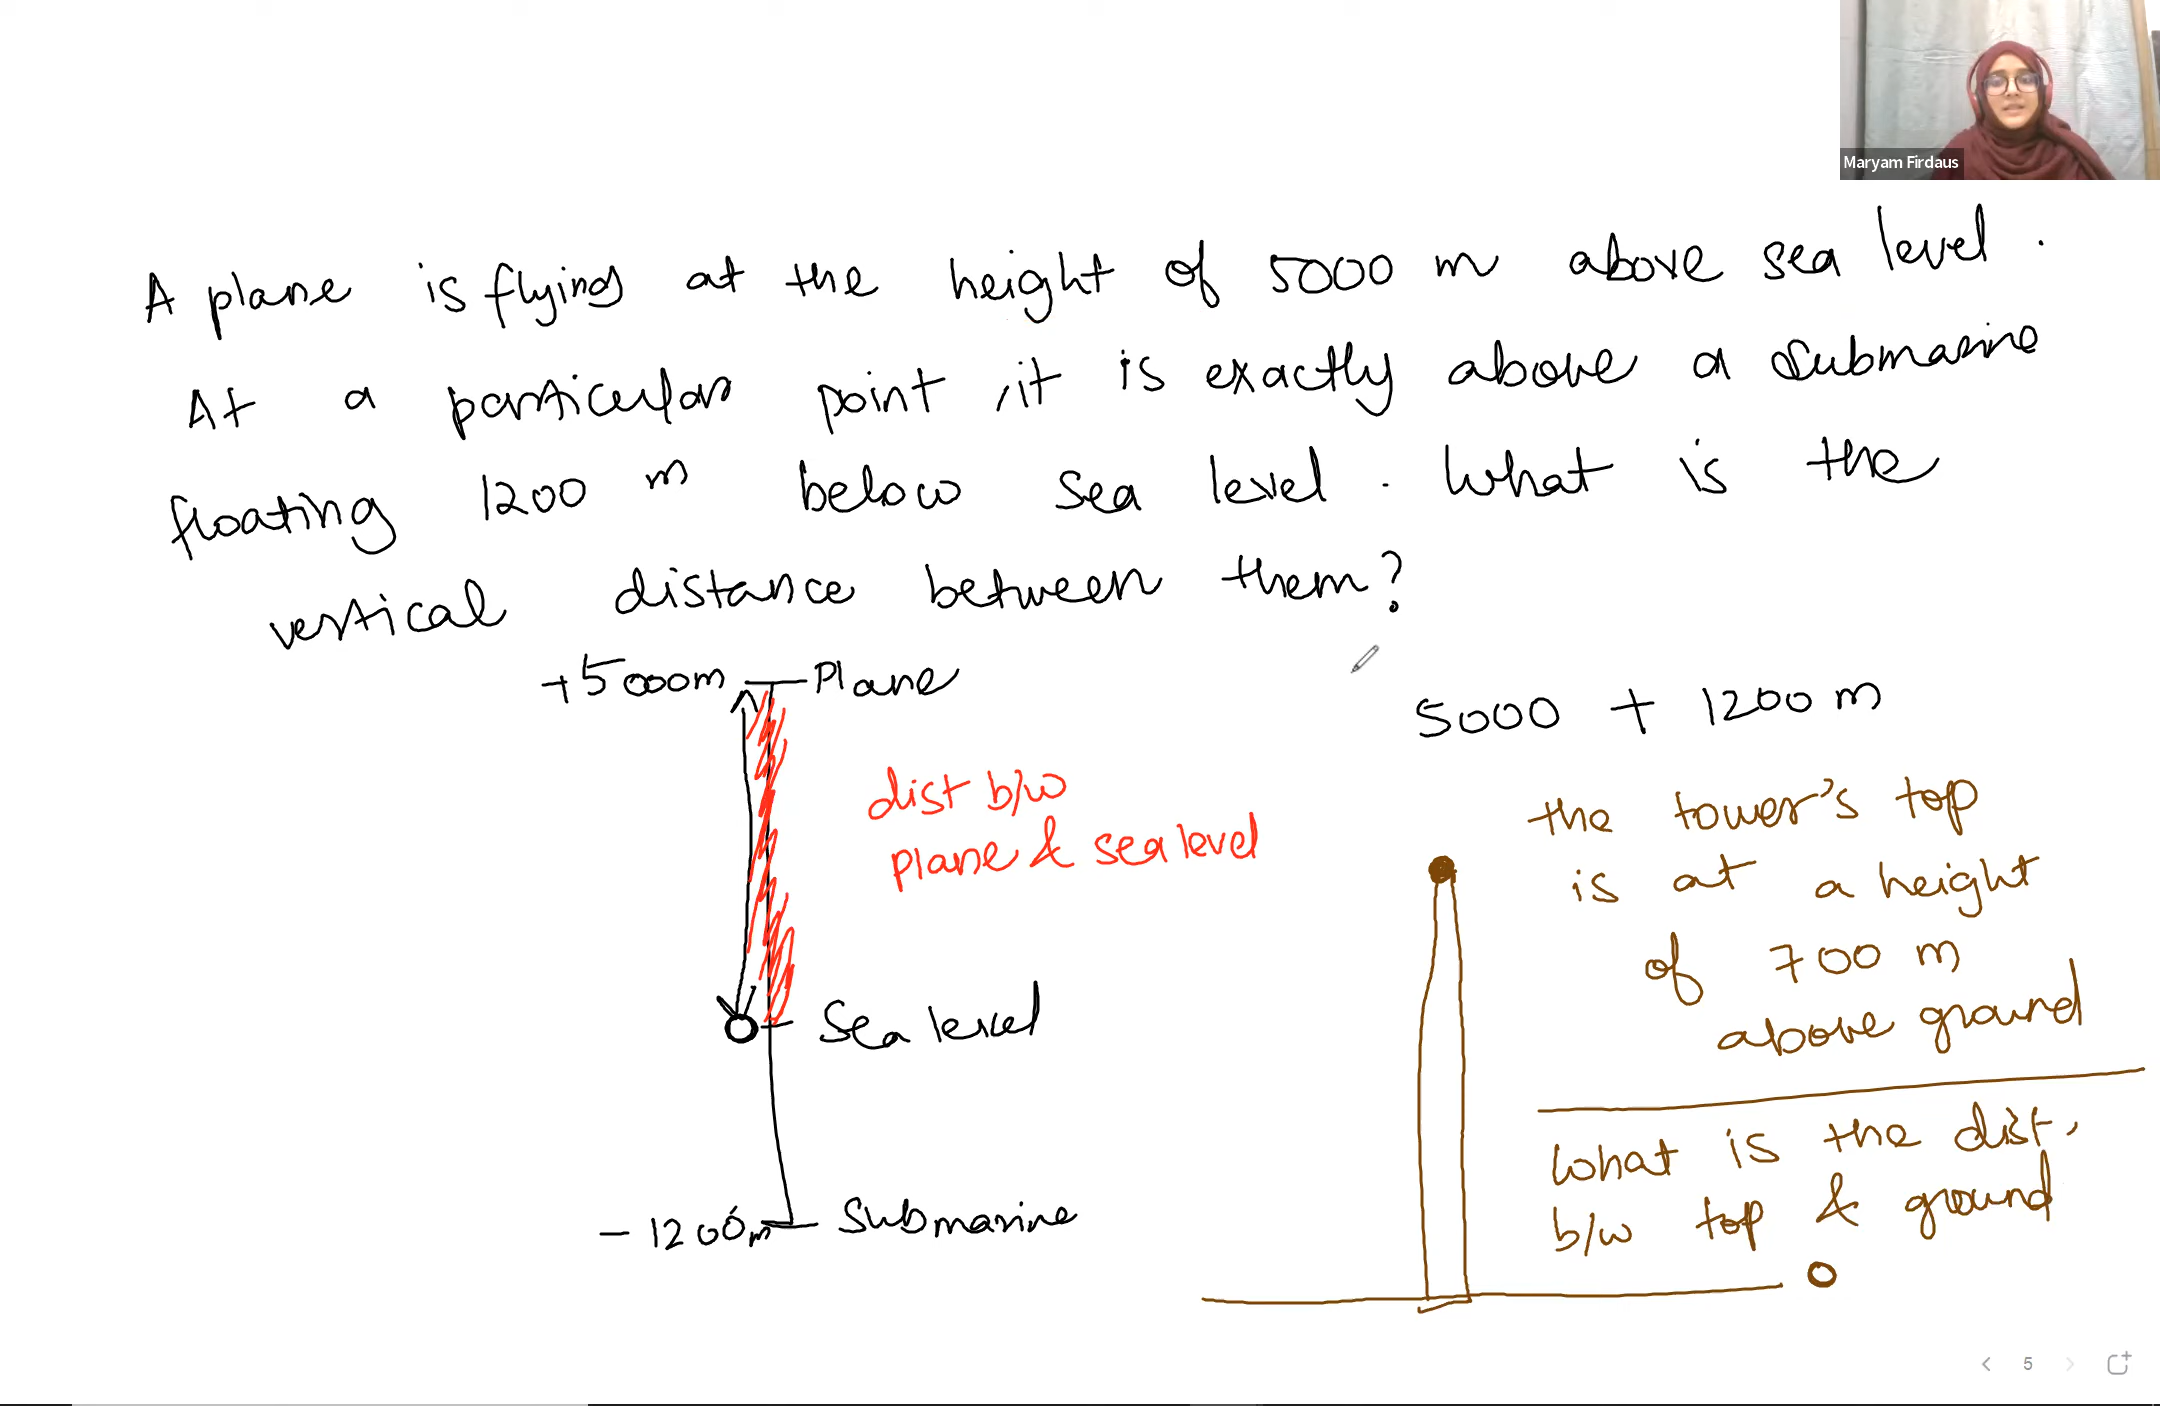 Maryam Firdaus
A plane is flying at the height of 5000 m above sea level.
At a particular point, it is exactly above a submarine
floating 1200 m below sea level. What is the
vertical distance between them?
+5000m Plane
5000 + 1200 m
dist b/w
plane & sea level
Sea level
-1200m Submarine
the tower's top
is at a height
of 700 m
above ground
What is the dist.
b/w top & ground
0
5